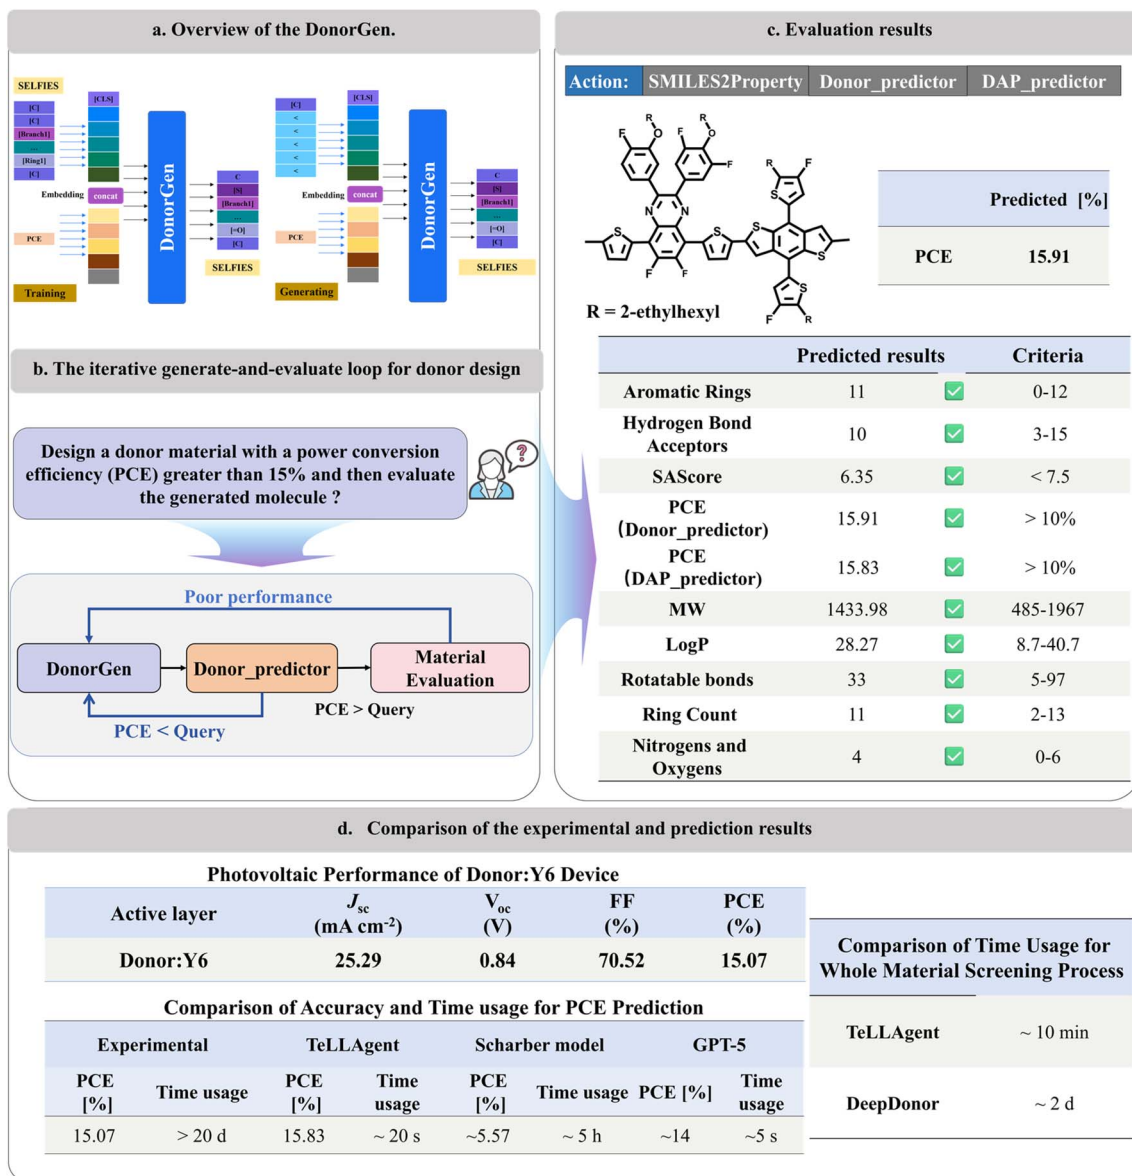 a. Overview of the DonorGen.
SELFIES
[C]
[C]
[Branch1]
...
[Ring1]
[C]
[CLS]
Embedding
concat
PCE
Training
DonorGen
C
[S]
[Branch1]
...
[=O]
[C]
SELFIES
[C]
<
<
<
<
<
[CLS]
Embedding
concat
PCE
Generating
DonorGen
C
[S]
[Branch1]
...
[=O]
[C]
SELFIES
b. The iterative generate-and-evaluate loop for donor design
Design a donor material with a power conversion
efficiency (PCE) greater than 15% and then evaluate
the generated molecule ?
?
Poor performance
DonorGen
Donor_predictor
Material
Evaluation
PCE > Query
PCE < Query
c. Evaluation results
Action: SMILES2Property Donor_predictor DAP_predictor
R R
F O O F
F F
N N
S S S S
F F
R S F
F S R
R = 2-ethylhexyl
Predicted [%]
PCE 15.91
Predicted results Criteria
Aromatic Rings 11 ✅ 0-12
Hydrogen Bond
Acceptors 10 ✅ 3-15
SAScore 6.35 ✅ < 7.5
PCE
(Donor_predictor) 15.91 ✅ > 10%
PCE
(DAP_predictor) 15.83 ✅ > 10%
MW 1433.98 ✅ 485-1967
LogP 28.27 ✅ 8.7-40.7
Rotatable bonds 33 ✅ 5-97
Ring Count 11 ✅ 2-13
Nitrogens and
Oxygens 4 ✅ 0-6
d. Comparison of the experimental and prediction results
Photovoltaic Performance of Donor:Y6 Device
Active layer Jsc (mA cm-2) Voc (V) FF (%) PCE (%)
Donor:Y6 25.29 0.84 70.52 15.07
Comparison of Accuracy and Time usage for PCE Prediction
Experimental TeLLAgent Scharber model GPT-5
PCE [%] Time usage PCE [%] Time usage PCE [%] Time usage PCE [%] Time usage
15.07 > 20 d 15.83 ~ 20 s ~5.57 ~ 5 h ~14 ~5 s
Comparison of Time Usage for
Whole Material Screening Process
TeLLAgent ~ 10 min
DeepDonor ~ 2 d